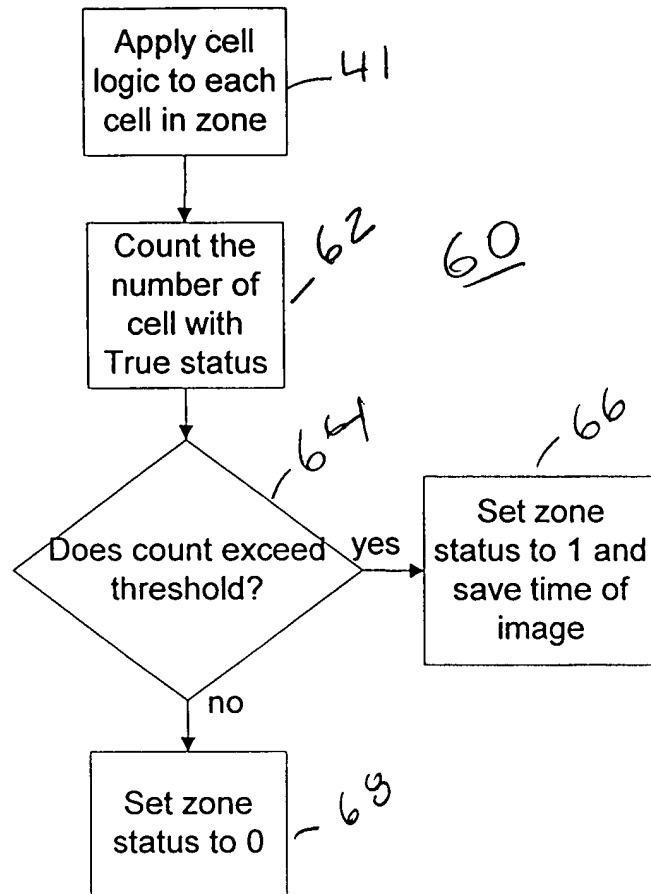 Apply cell
logic to each
cell in zone
41
Count the
number of
cell with
True status
62
60
64
Does count exceed
threshold?
yes
66
Set zone
status to 1 and
save time of
image
no
Set zone
status to 0
68